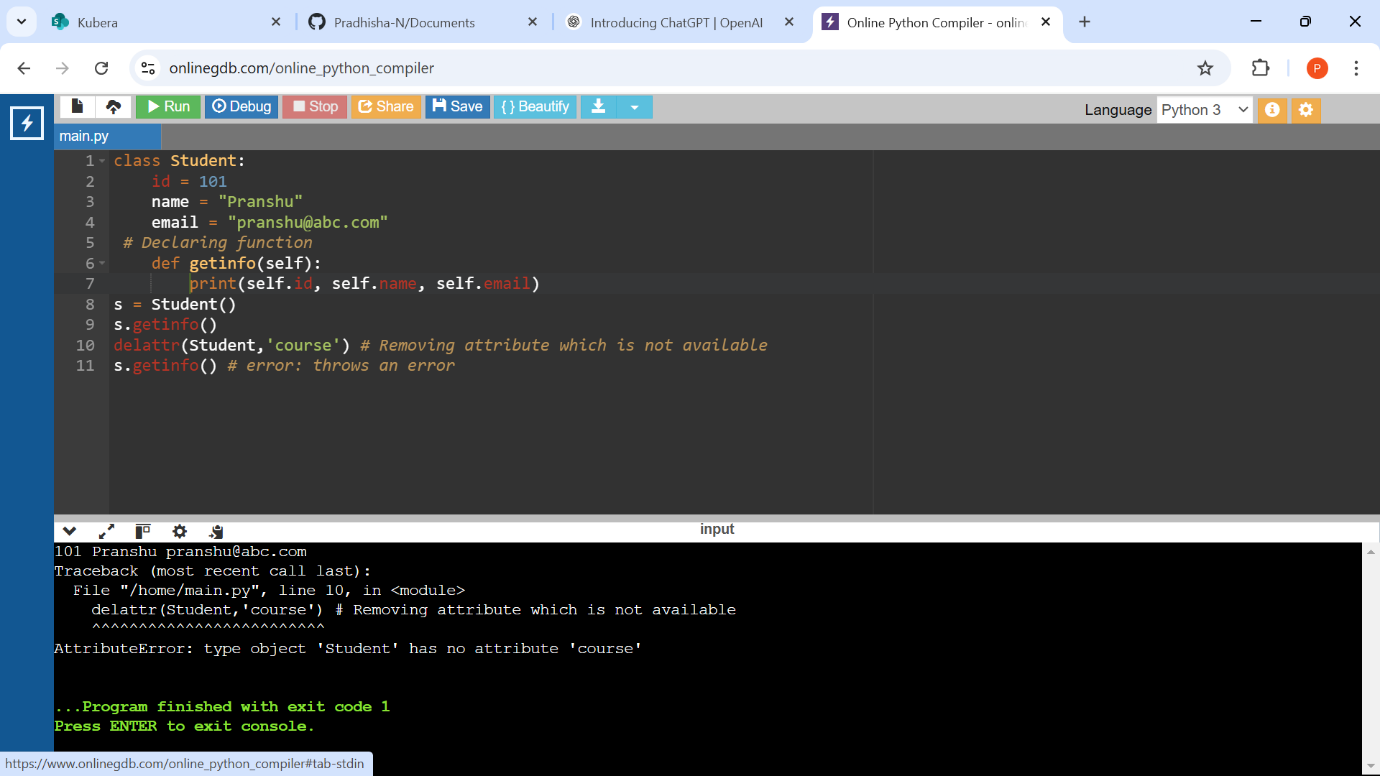 Kubera
Pradhisha-N/Documents
Introducing ChatGPT | OpenAI
Online Python Compiler - onlin
onlinegdb.com/online_python_compiler
P
Run Debug Stop Share Save { } Beautify
Language Python 3
main.py
1 class Student:
2     id = 101
3     name = "Pranshu"
4     email = "pranshu@abc.com"
5  # Declaring function
6     def getinfo(self):
7         print(self.id, self.name, self.email)
8 s = Student()
9 s.getinfo()
10 delattr(Student,'course') # Removing attribute which is not available
11 s.getinfo() # error: throws an error
input
101 Pranshu pranshu@abc.com
Traceback (most recent call last):
  File "/home/main.py", line 10, in <module>
    delattr(Student,'course') # Removing attribute which is not available
    ^^^^^^^^^^^^^^^^^^^^^^^^^
AttributeError: type object 'Student' has no attribute 'course'
...Program finished with exit code 1
Press ENTER to exit console.
https://www.onlinegdb.com/online_python_compiler#tab-stdin